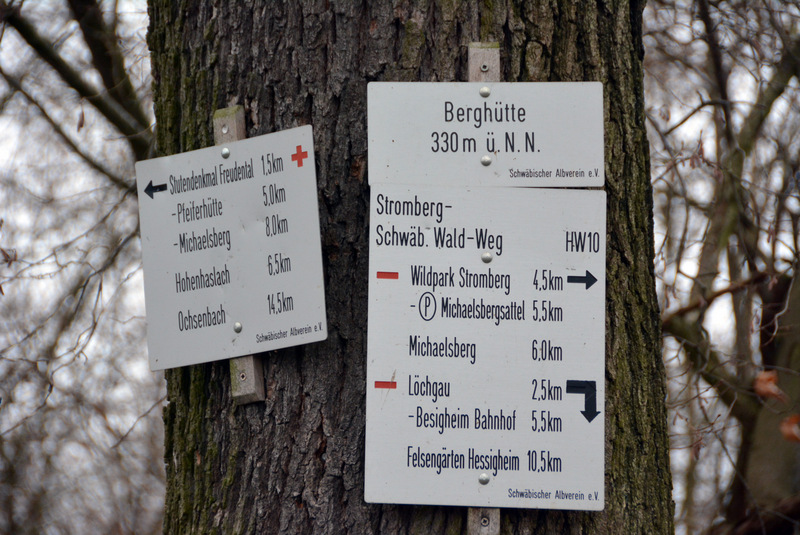 Stutendenkmal Freudental 1,5km
-Pfeiferhütte 5,0km
-Michaelsberg 8,0km
Hohenhaslach 6,5km
Ochsenbach 14,5km
Schwäbischer Albverein e.V
Berghütte
330m ü.N.N.
Schwäbischer Albverein e.V.
Stromberg-
Schwäb. Wald-Weg HW10
Wildpark Stromberg 4,5km
- P Michaelsbergsattel 5,5km
Michaelsberg 6,0km
Löchgau 2,5km
-Besigheim Bahnhof 5,5km
Felsengärten Hessigheim 10,5km
Schwäbischer Albverein e.V.